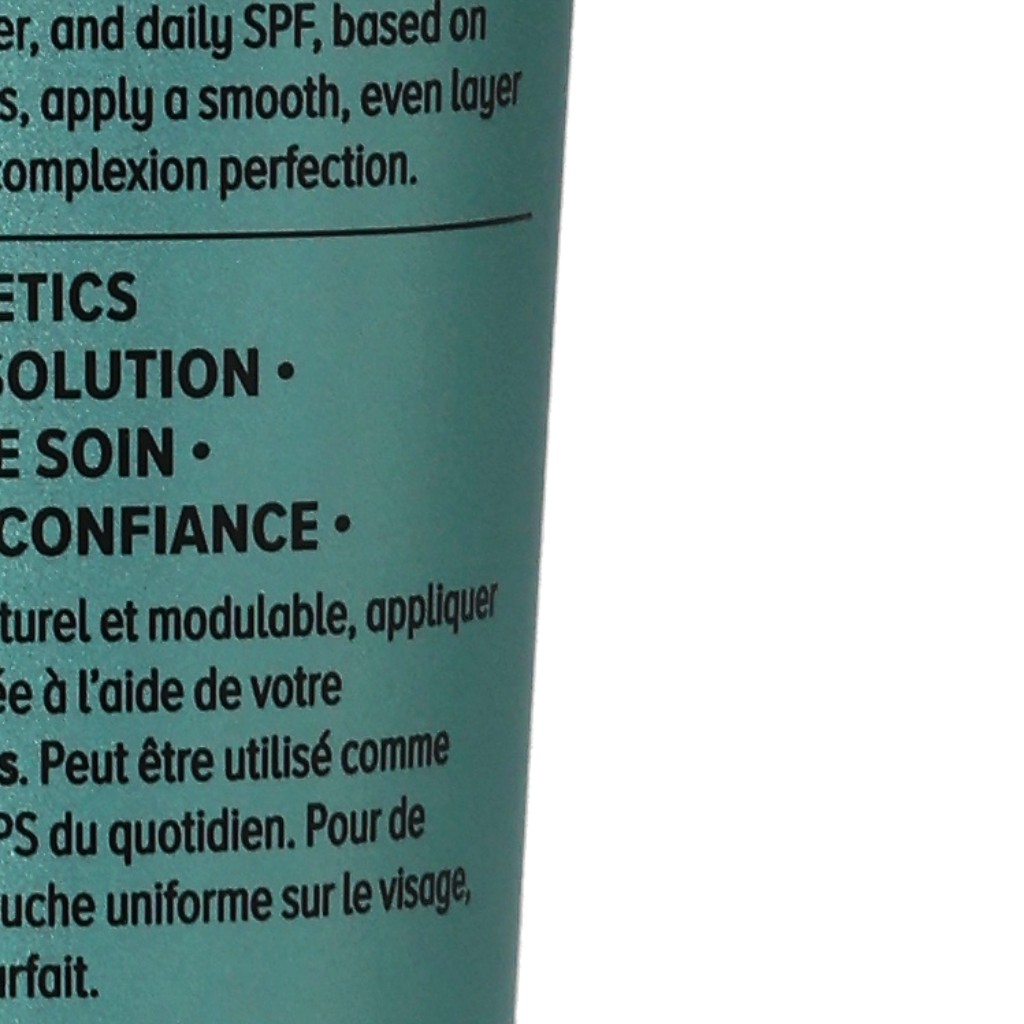 er, and daily SPF, based on
s, apply a smooth, even layer
complexion perfection.
ETICS
SOLUTION •
E SOIN •
CONFIANCE •
turel et modulable, appliquer
ée à l’aide de votre
s. Peut être utilisé comme
PS du quotidien. Pour de
uche uniforme sur le visage,
arfait.